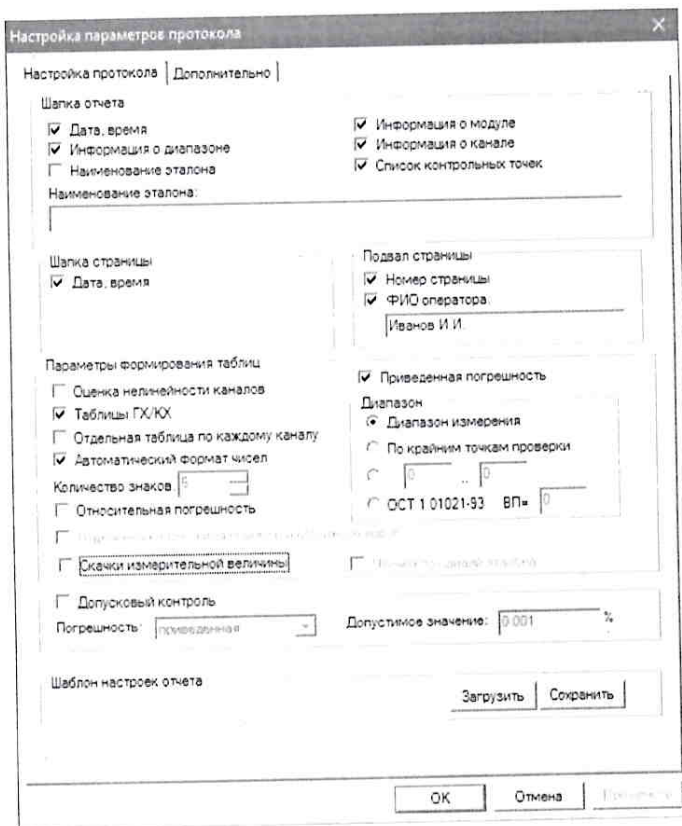 Настройка параметров протокола
Настройка протокола
Дополнительно
Шапка отчета
Дата, время
Информация о диапазоне
Наименование эталона
Информация о модуле
Информация о канале
Список контрольных точек
Наименование эталона:
Шапка страницы
Дата, время
Подвал страницы
Номер страницы
ФИО оператора:
Иванов И.И.
Параметры формирования таблиц
Оценка нелинейности каналов
Таблицы ГХ/КХ
Отдельная таблица по каждому каналу
Автоматический формат чисел
Количество знаков: 5
Относительная погрешность
Приведенная погрешность
Диапазон
Диапазон измерения
По крайним точкам проверки
0 .. 0
ОСТ 1 01021-93 ВП= 0
Скачки измерительной величины
Допусковый контроль
Погрешность: приведенная
Допустимое значение: 0.001 %
Шаблон настроек отчета
Загрузить
Сохранить
OK
Отмена